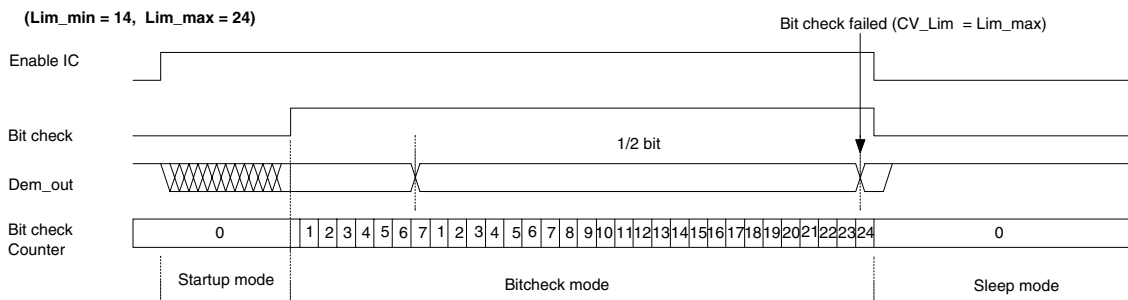 (Lim_min = 14, Lim_max = 24)
Bit check failed (CV_Lim = Lim_max)
Enable IC
Bit check
1/2 bit
Dem_out
Bit check
Counter
0
1 2 3 4 5 6 7 1 2 3 4 5 6 7 8 9 10 11 12 13 14 15 16 17 18 19 20 21 22 23 24
0
Startup mode
Bitcheck mode
Sleep mode